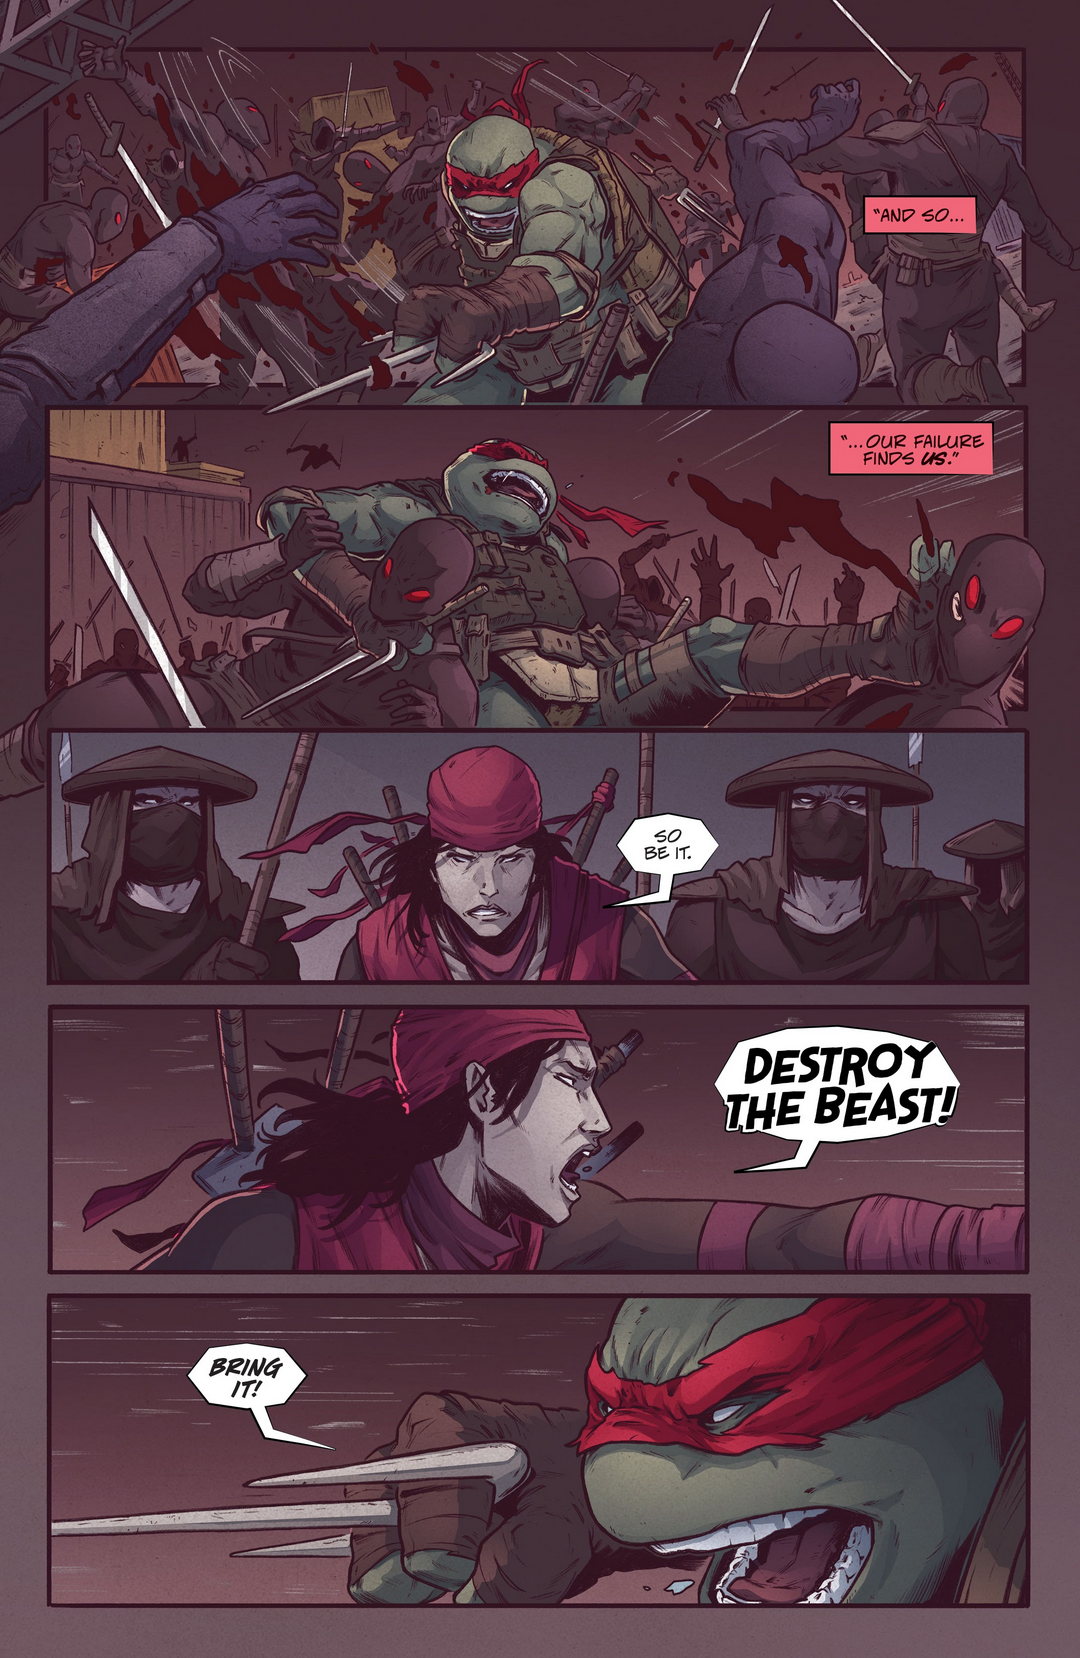 "AND SO...
"...OUR FAILURE
FINDS US."
SO
BE IT.
DESTROY
THE BEAST!
BRING
IT!